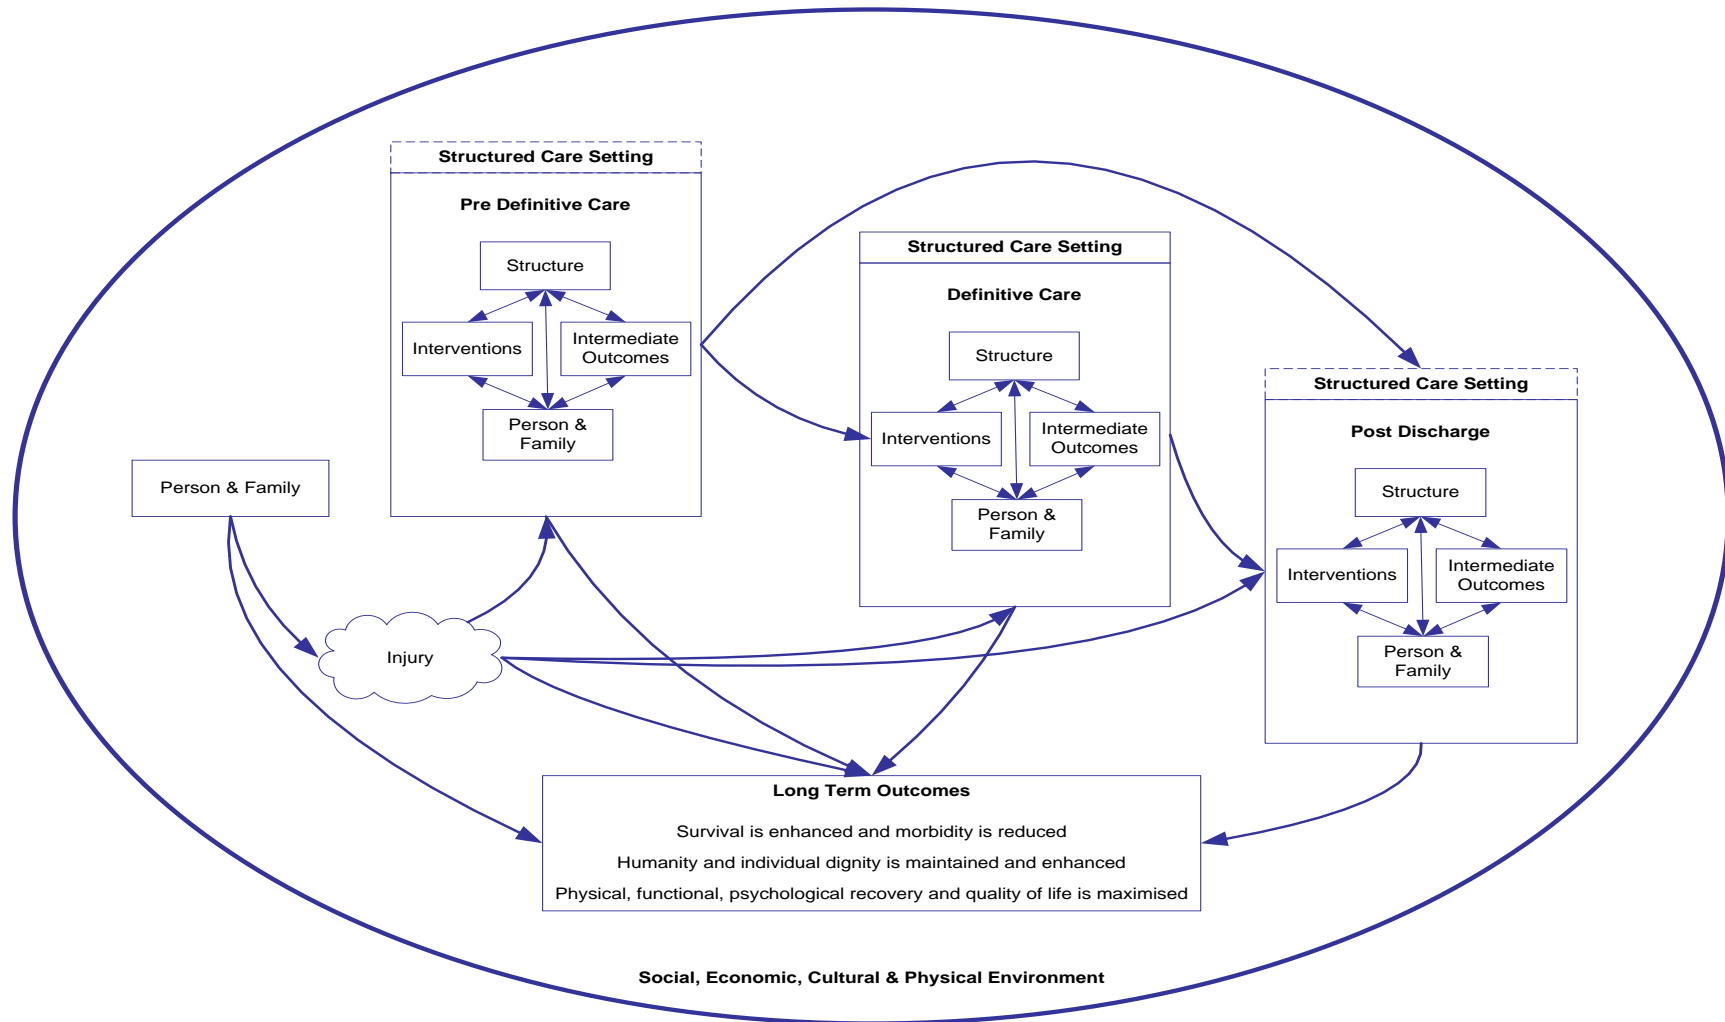 Structured Care Setting
Pre Definitive Care
Structure
Interventions
Intermediate
Outcomes
Person &
Family
Structured Care Setting
Definitive Care
Structure
Interventions
Intermediate
Outcomes
Person &
Family
Structured Care Setting
Post Discharge
Structure
Interventions
Intermediate
Outcomes
Person &
Family
Person & Family
Injury
Long Term Outcomes
Survival is enhanced and morbidity is reduced
Humanity and individual dignity is maintained and enhanced
Physical, functional, psychological recovery and quality of life is maximised
Social, Economic, Cultural & Physical Environment